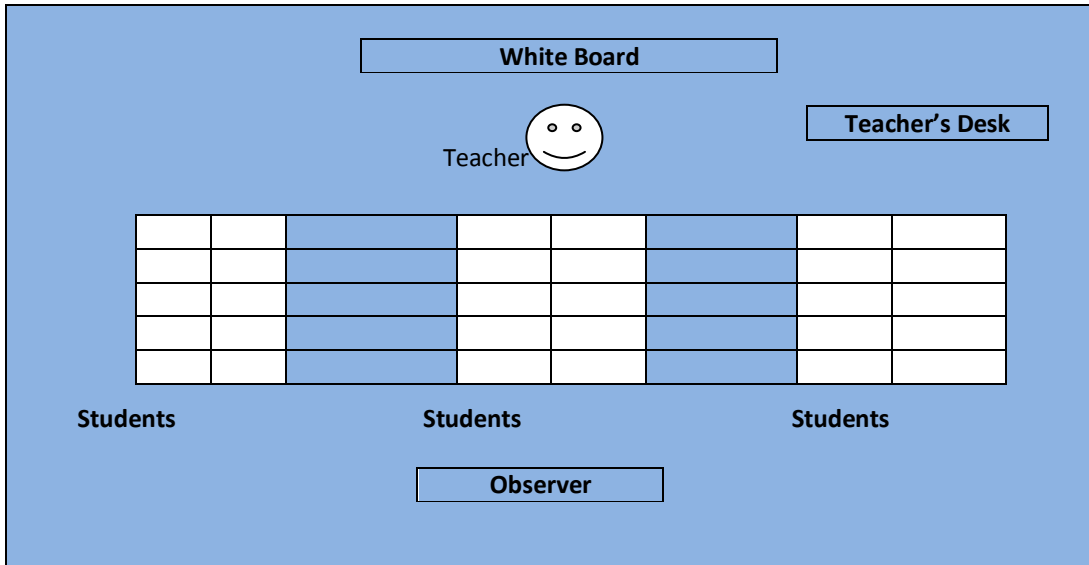 White Board
Teacher’s Desk
Teacher
Students Students Students
Observer